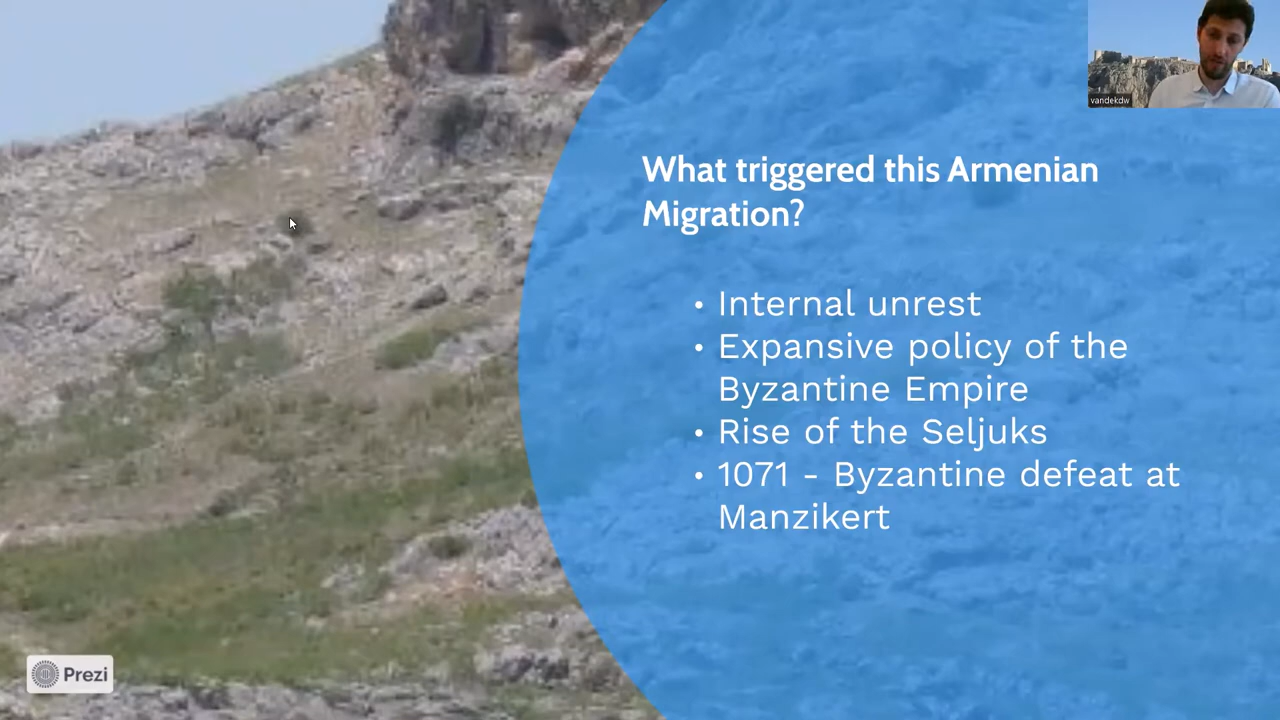 vandekdw
What triggered this Armenian
Migration?
• Internal unrest
• Expansive policy of the
Byzantine Empire
• Rise of the Seljuks
• 1071 - Byzantine defeat at
Manzikert
Prezi